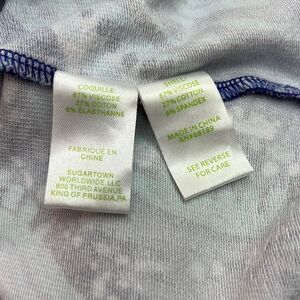 COQUILLE:
67% VISCOSE
27% COTON
6% ELASTHANNE
FABRIQUÉ EN
CHINE
SUGARTOWN
WORLDWIDE, LLC
800 THIRD AVENUE
KING OF PRUSSIA, PA
SHELL:
67% VISCOSE
27% COTTON
6% SPANDEX
MADE IN CHINA
RN#88189
SEE REVERSE
FOR CARE